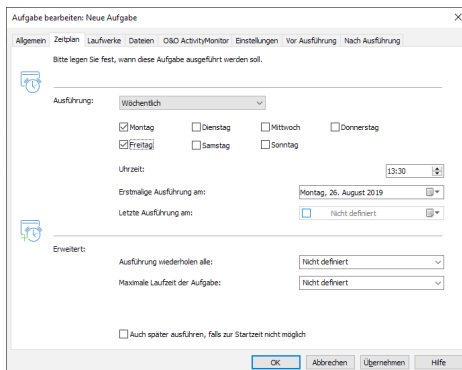 Aufgabe bearbeiten: Neue Aufgabe
Allgemein Zeitplan Laufwerke Dateien O&O ActivityMonitor Einstellungen Vor Ausführung Nach Ausführung
Bitte legen Sie fest, wann diese Aufgabe ausgeführt werden soll.
Ausführung: Wöchentlich
Montag Dienstag Mittwoch Donnerstag
Freitag Samstag Sonntag
Uhrzeit: 13:30
Erstmalige Ausführung am: Montag, 26. August 2019
Letzte Ausführung am: Nicht definiert
Erweitert:
Ausführung wiederholen alle: Nicht definiert
Maximale Laufzeit der Aufgabe: Nicht definiert
Auch später ausführen, falls zur Startzeit nicht möglich
OK Abbrechen Übernehmen Hilfe